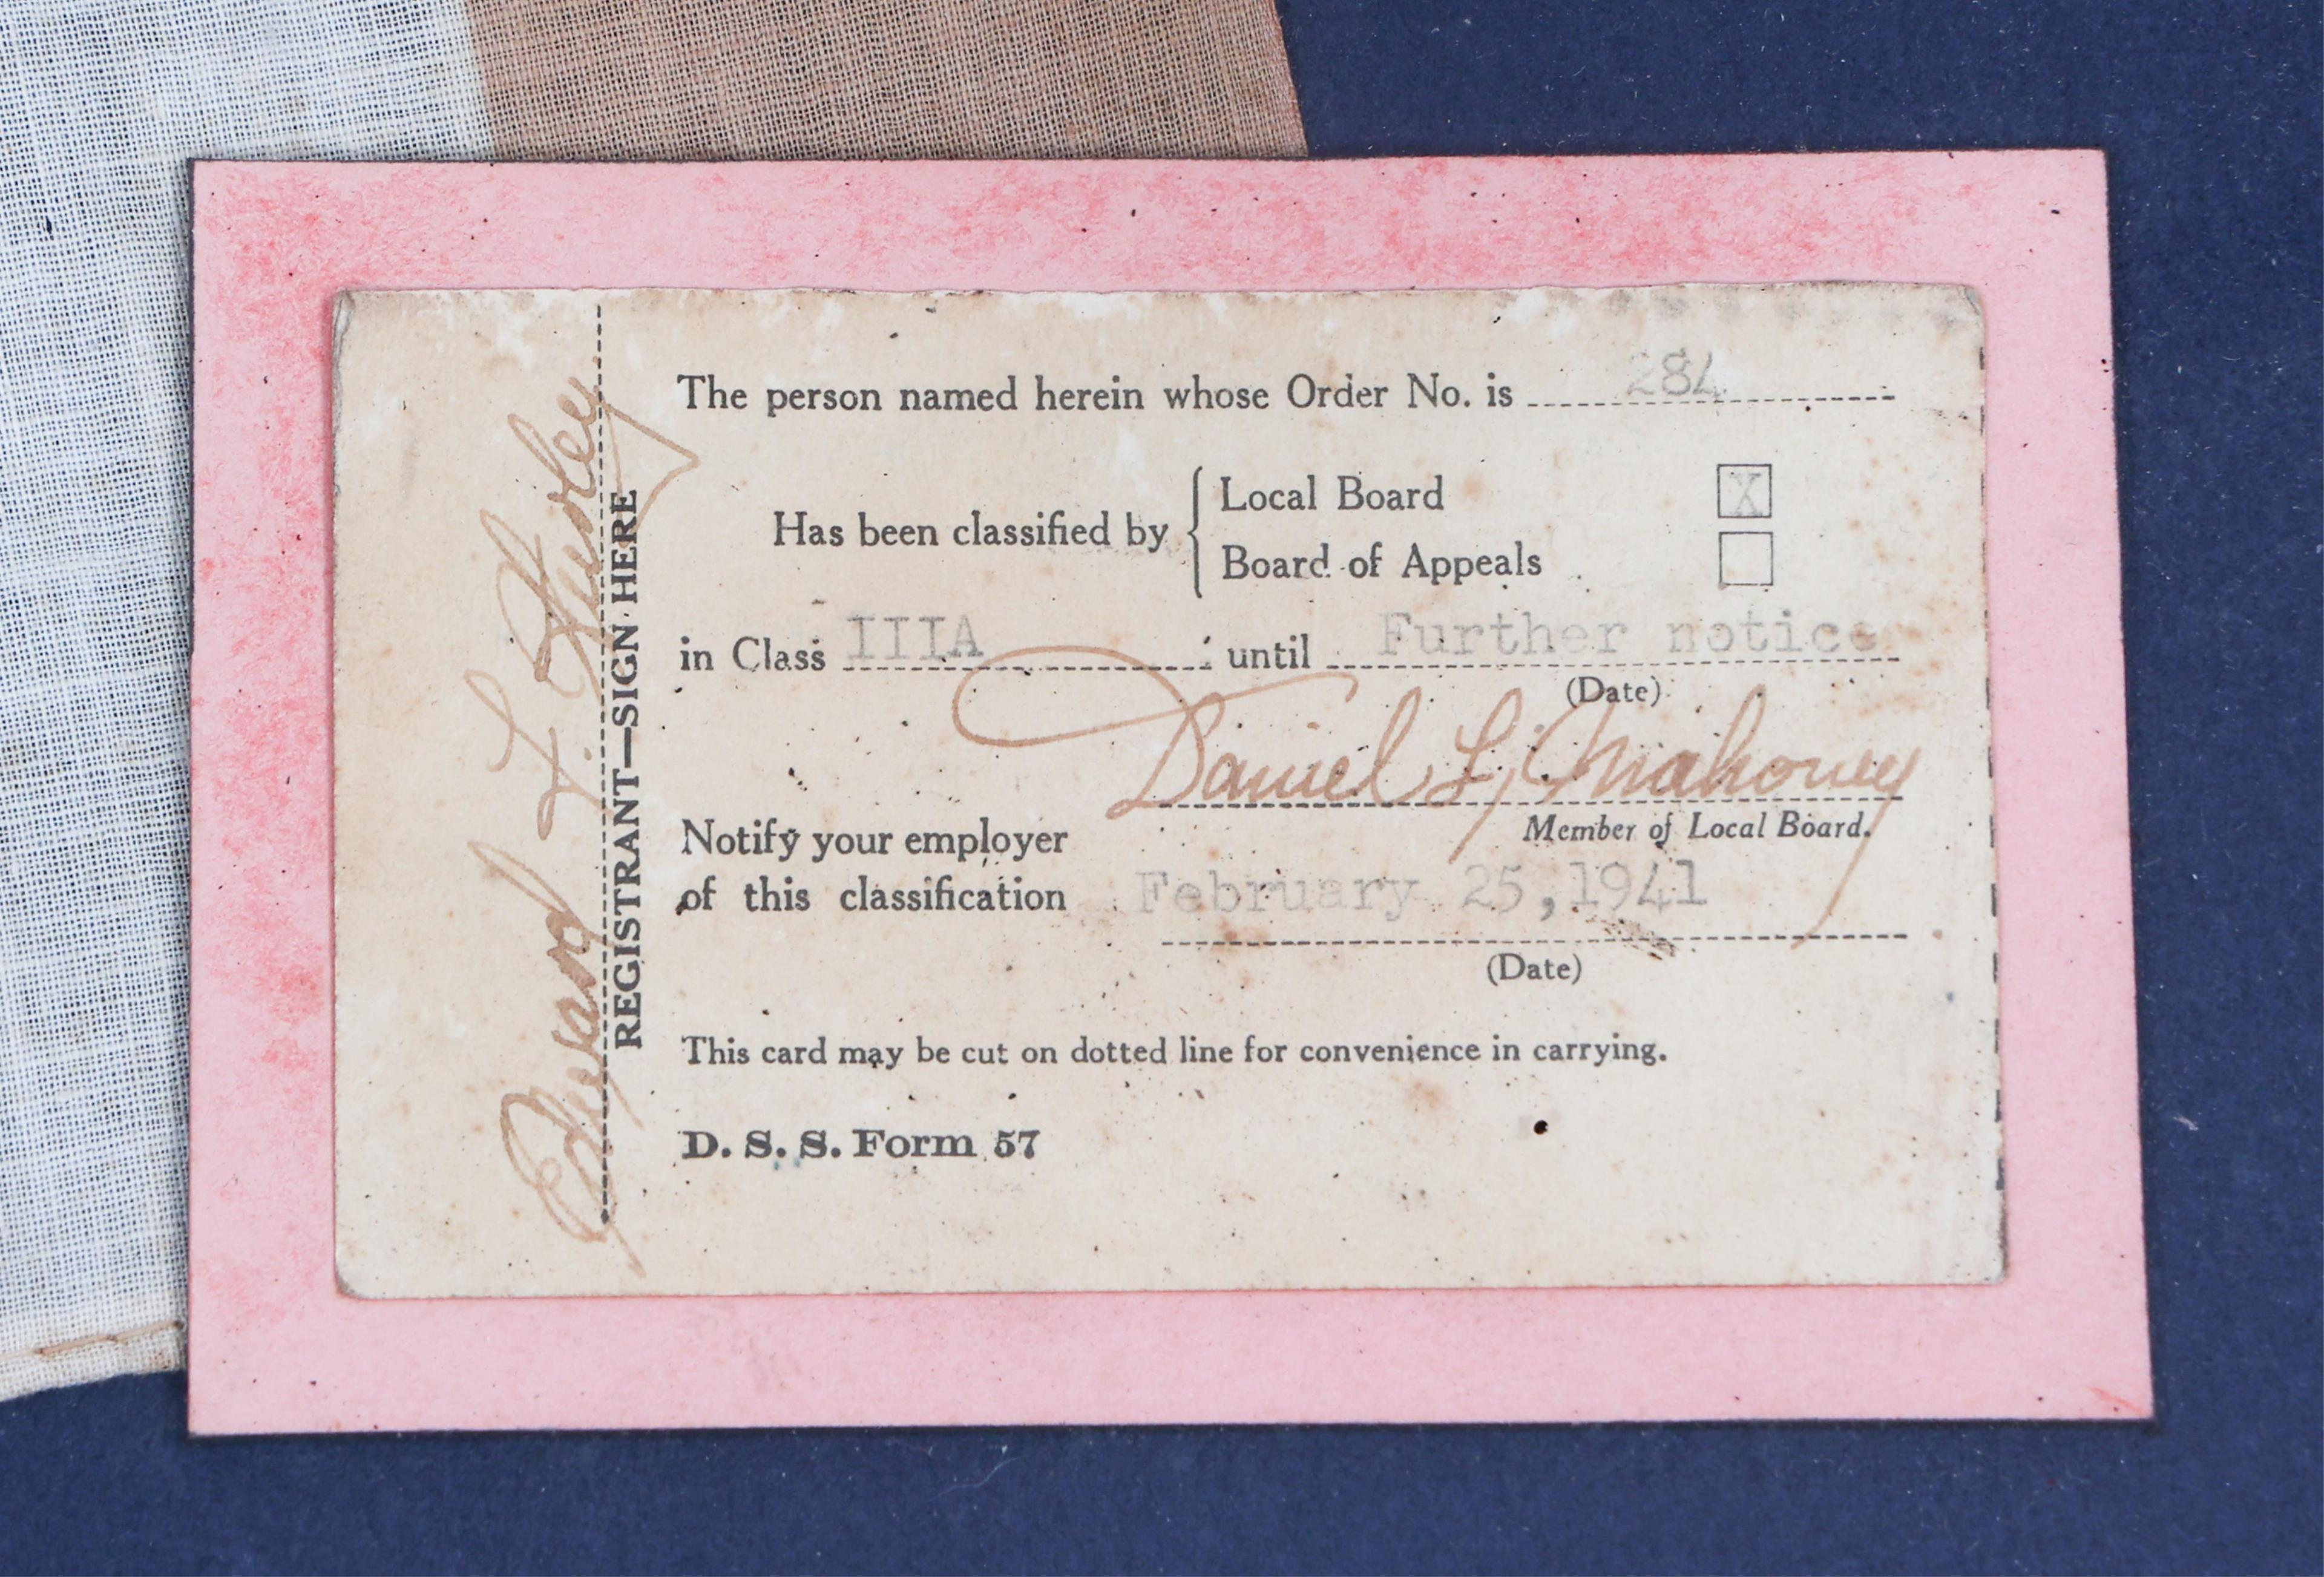 The person named herein whose Order No. is 284
Has been classified by { Local Board X
Board of Appeals
in Class IIIA ; until Further notice
(Date)
Daniel L. Mahoney
Member of Local Board.
Notify your employer
of this classification February 25, 1941
(Date)
This card may be cut on dotted line for convenience in carrying.
D. S. S. Form 57
REGISTRANT—SIGN HERE
Edward F.